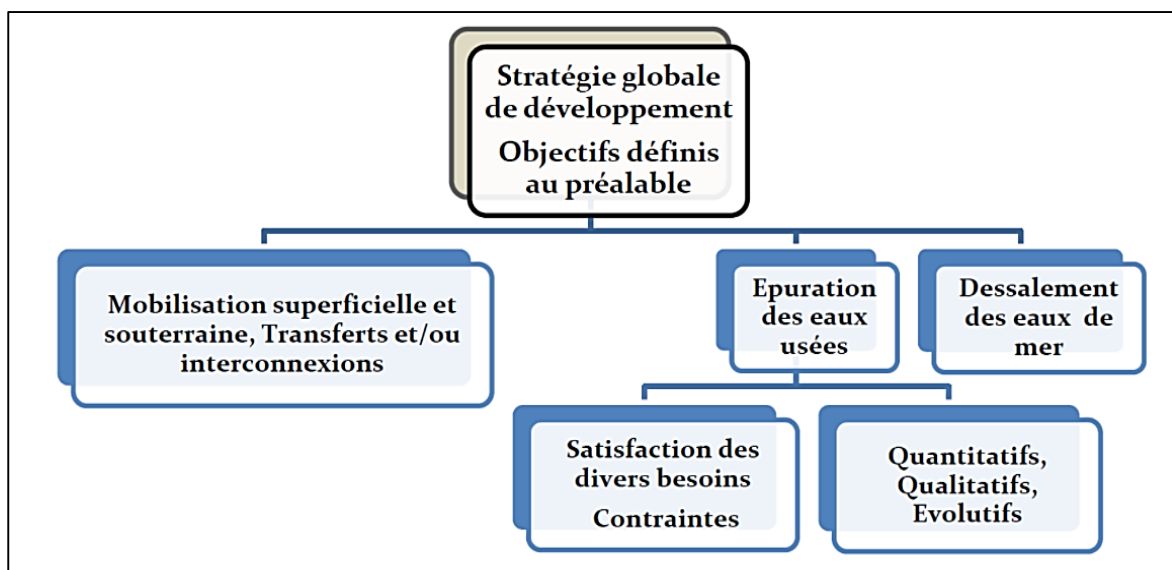 Stratégie globale
de développement
Objectifs définis
au préalable
Mobilisation superficielle et
souterraine, Transferts et/ou
interconnexions
Epuration
des eaux
usées
Dessalement
des eaux de
mer
Satisfaction des
divers besoins
Contraintes
Quantitatifs,
Qualitatifs,
Evolutifs